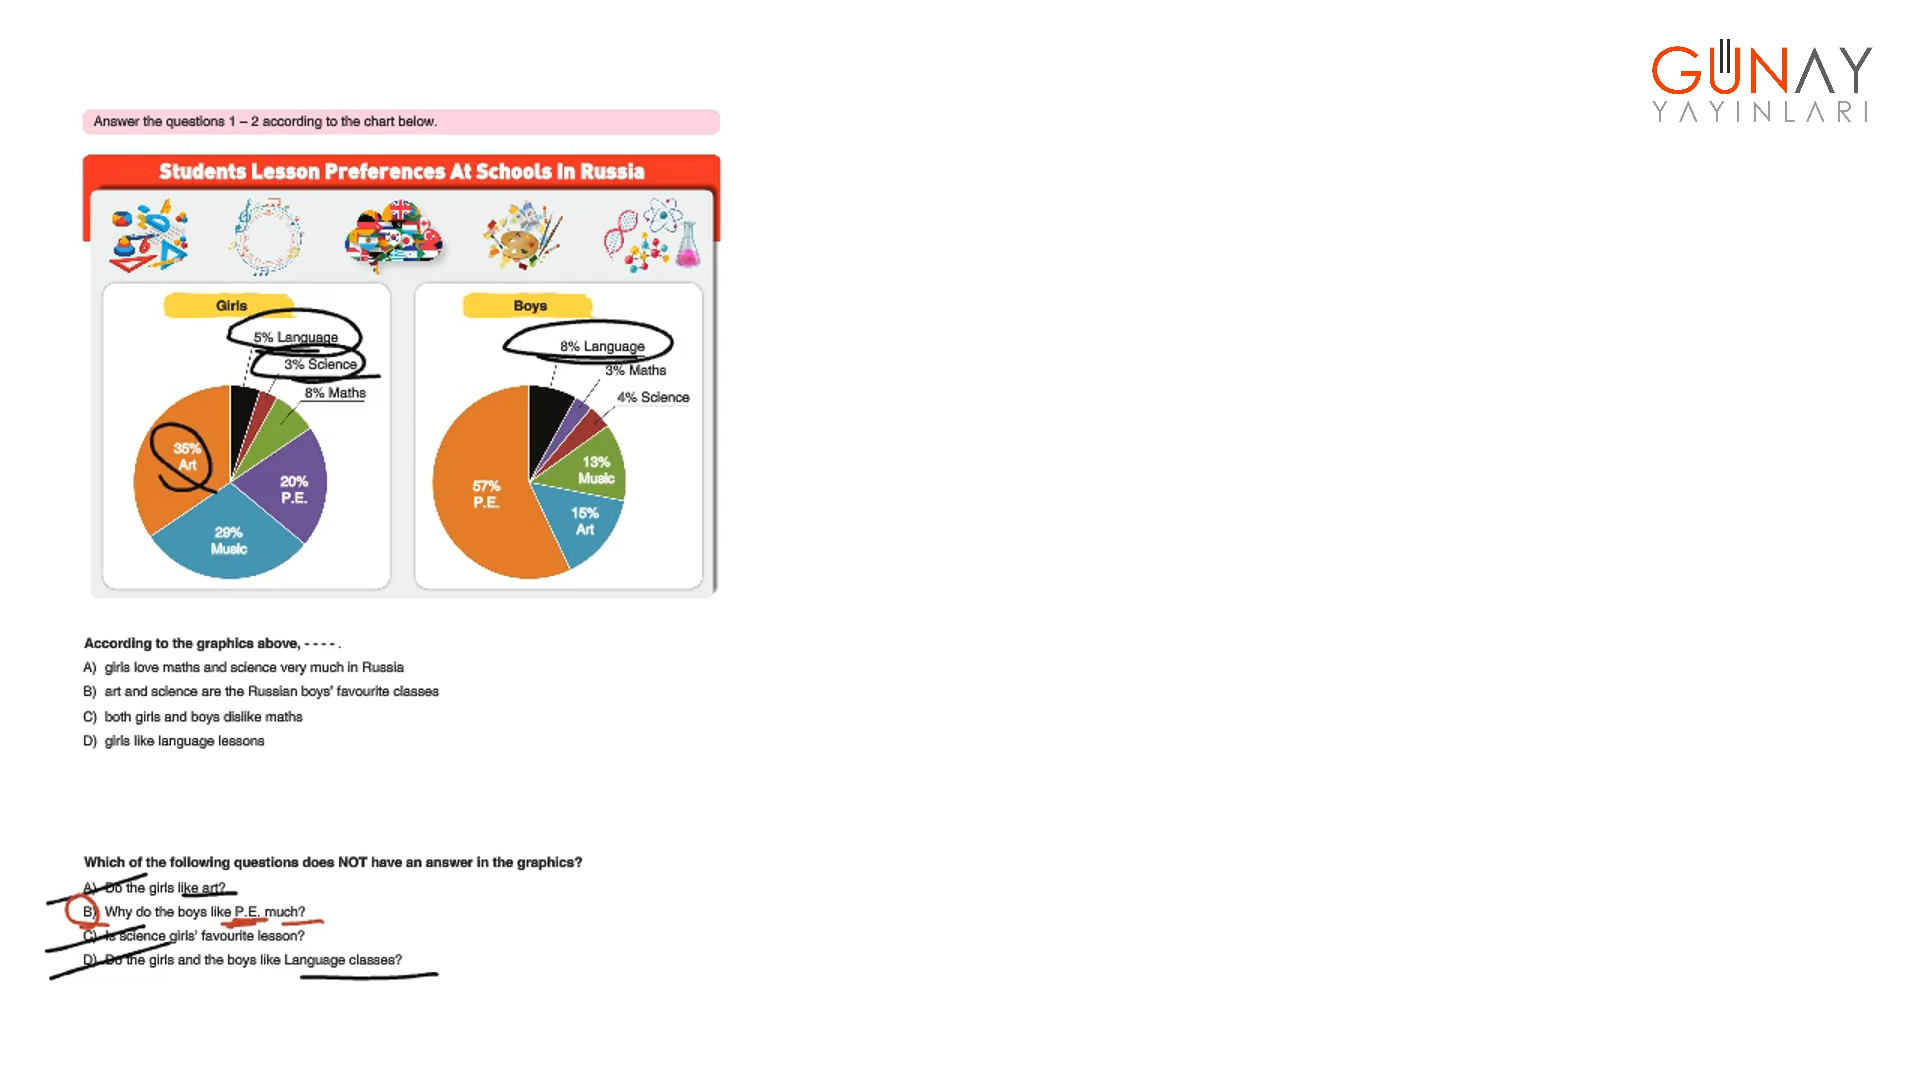 GÜNAY
YAYINLARI
Answer the questions 1 – 2 according to the chart below.
Students Lesson Preferences At Schools In Russia
Girls
5% Language
3% Science
8% Maths
35%
Art
20%
P.E.
29%
Music
Boys
8% Language
3% Maths
4% Science
13%
Music
57%
P.E.
15%
Art
According to the graphics above, - - - - .
A) girls love maths and science very much in Russia
B) art and science are the Russian boys' favourite classes
C) both girls and boys dislike maths
D) girls like language lessons
Which of the following questions does NOT have an answer in the graphics?
A) Do the girls like art?
B) Why do the boys like P.E. much?
C) Is science girls' favourite lesson?
D) Do the girls and the boys like Language classes?